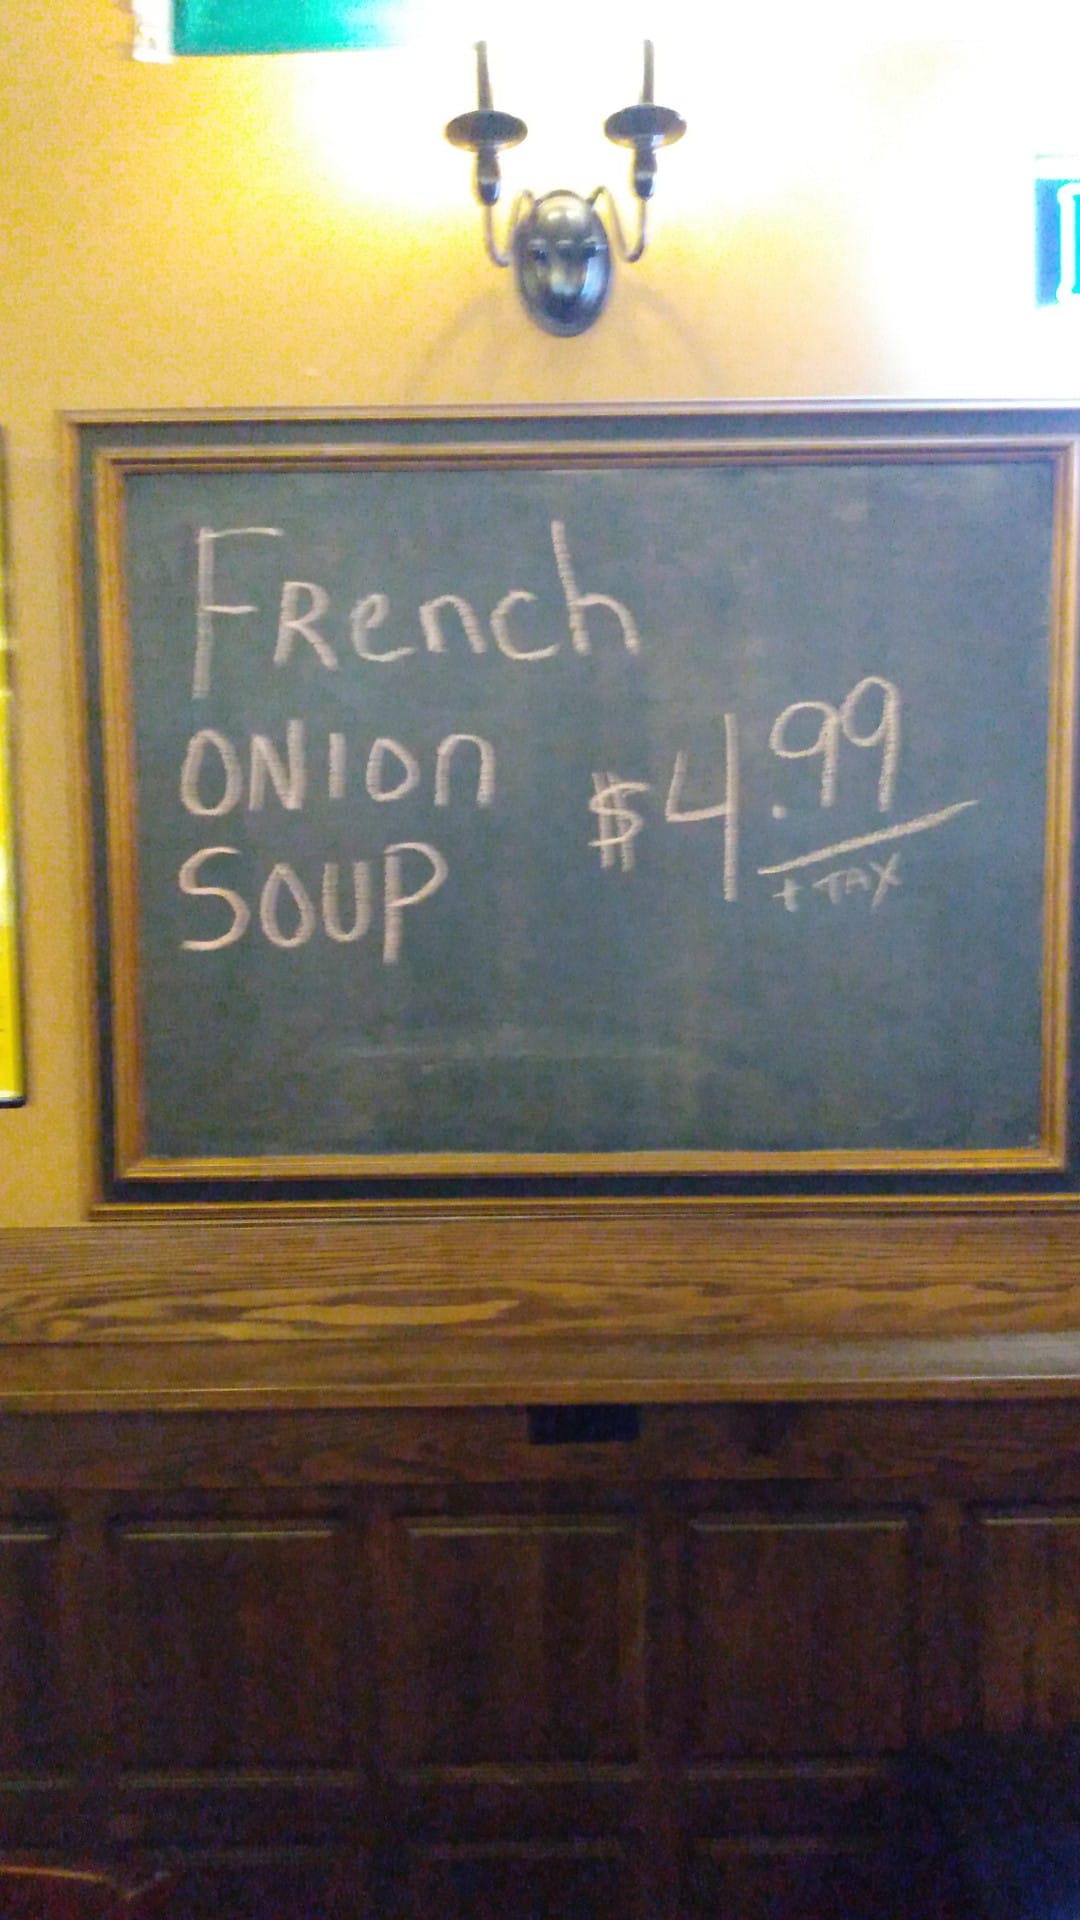 French
ONION
SOUP
$4.99
+ TAX